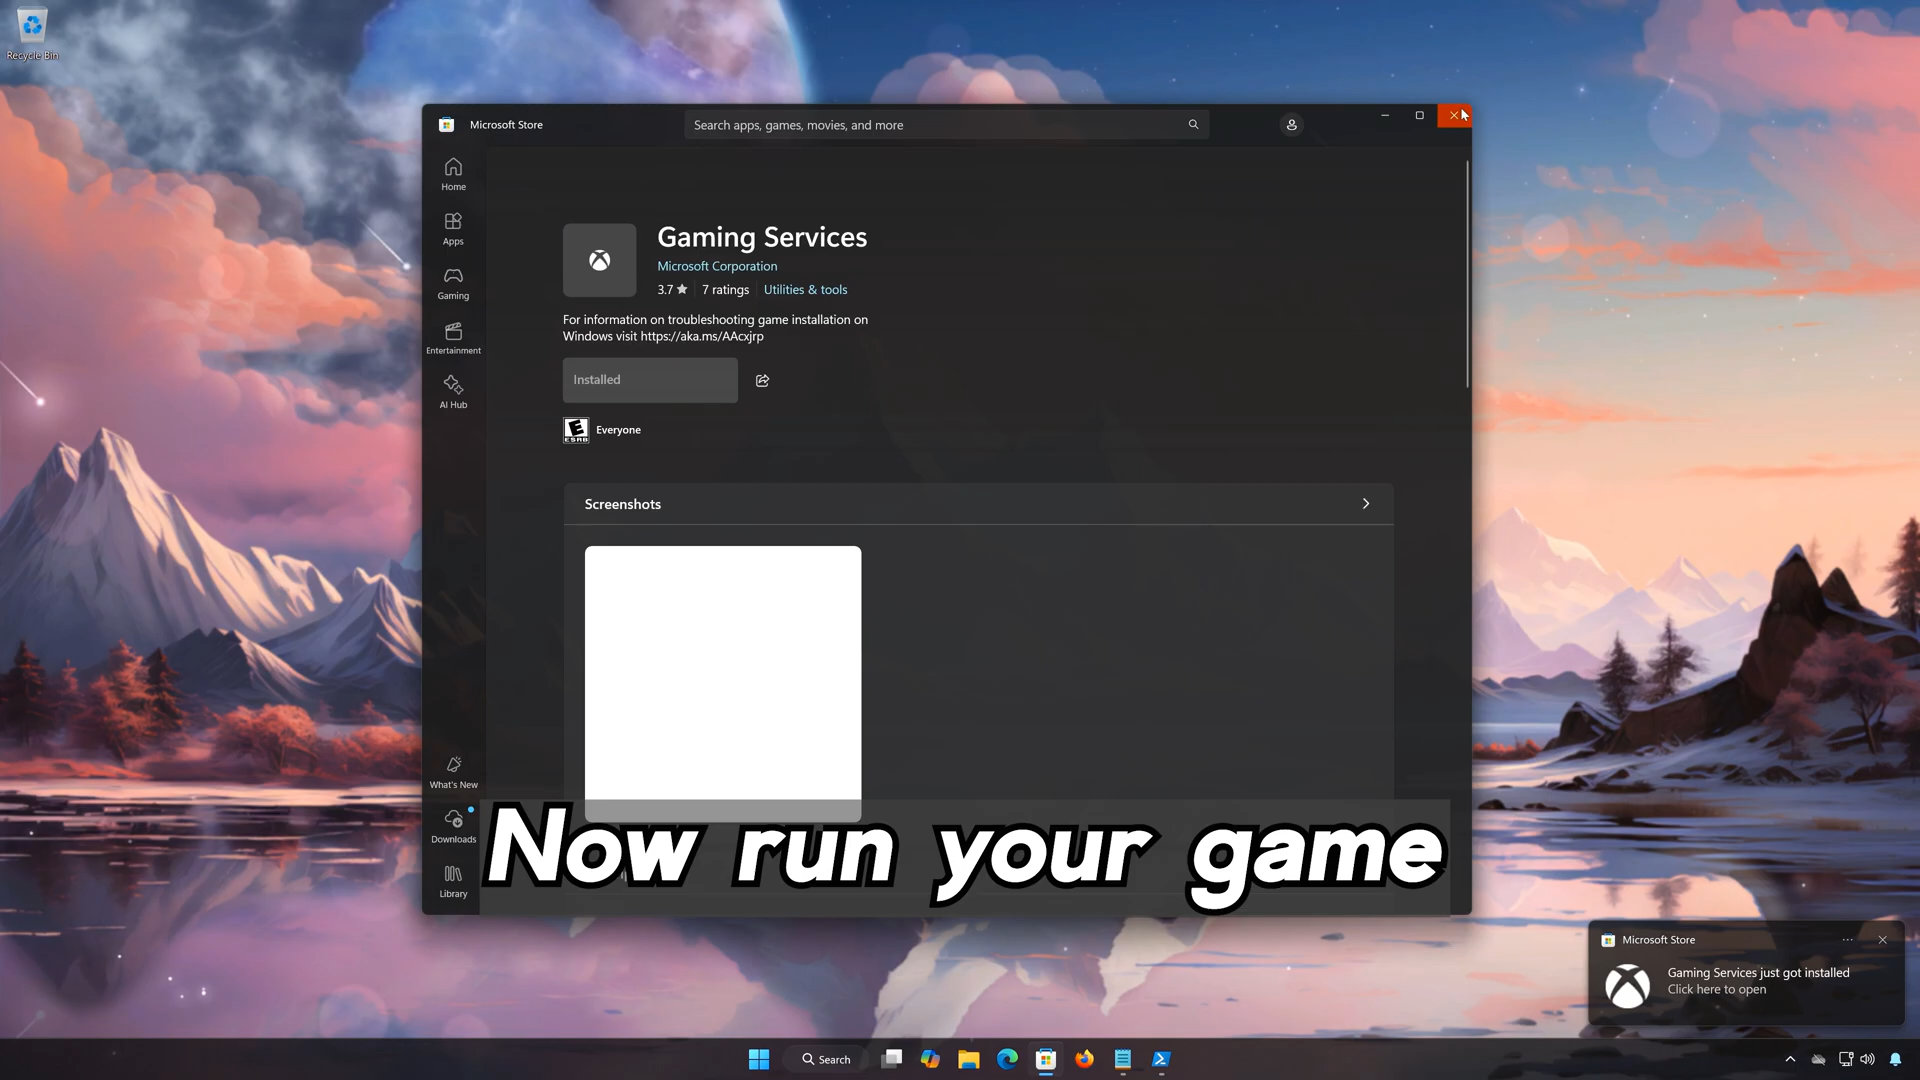 Recycle Bin
Microsoft Store
Search apps, games, movies, and more
Home
Apps
Gaming
Entertainment
AI Hub
What's New
Downloads
Library
Gaming Services
Microsoft Corporation
3.7 ★ 7 ratings Utilities & tools
For information on troubleshooting game installation on
Windows visit https://aka.ms/AAcxjrp
Installed
E
ESRB
Everyone
Screenshots
Now run your game
Microsoft Store
Gaming Services just got installed
Click here to open
Search